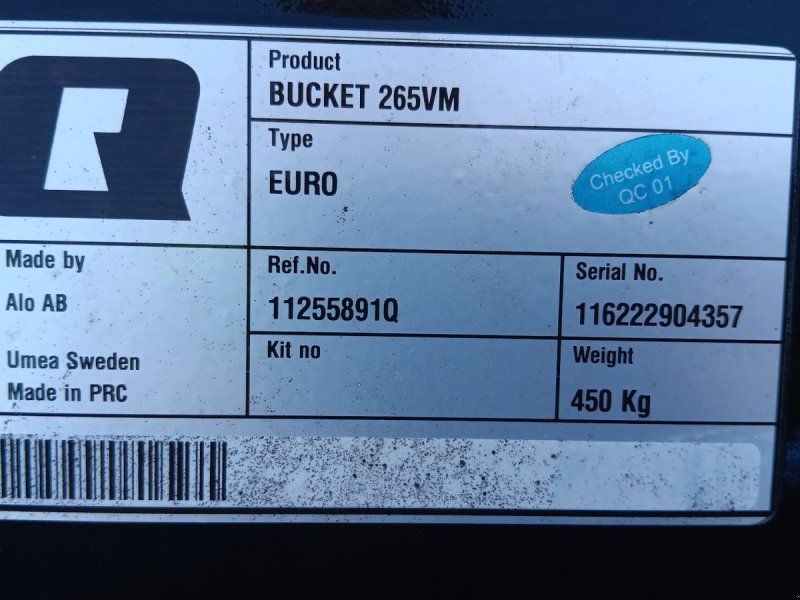 Product
BUCKET 265VM
Type
EURO
Checked By
QC 01
Made by
Alo AB
Umea Sweden
Made in PRC
Ref.No.
11255891Q
Serial No.
116222904357
Kit no
Weight
450 Kg